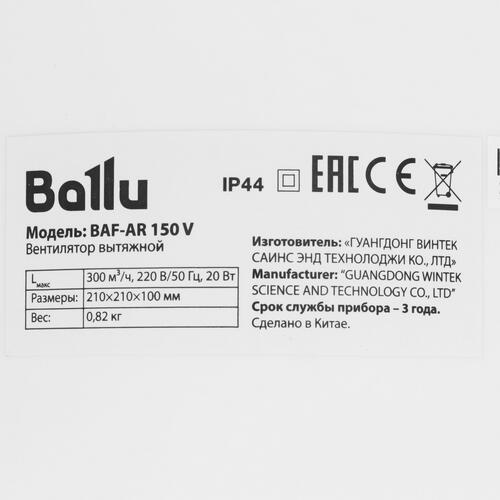 Ballu
IP44 EAC CE
Модель: BAF-AR 150 V
Вентилятор вытяжной
Lмакс 300 м³/ч, 220 В/50 Гц, 20 Вт
Размеры: 210×210×100 мм
Вес: 0,82 кг
Изготовитель: «ГУАНГДОНГ ВИНТЕК
САИНС ЭНД ТЕХНОЛОДЖИ КО., ЛТД»
Manufacturer: “GUANGDONG WINTEK
SCIENCE AND TECHNOLOGY CO., LTD”
Срок службы прибора – 3 года.
Сделано в Китае.